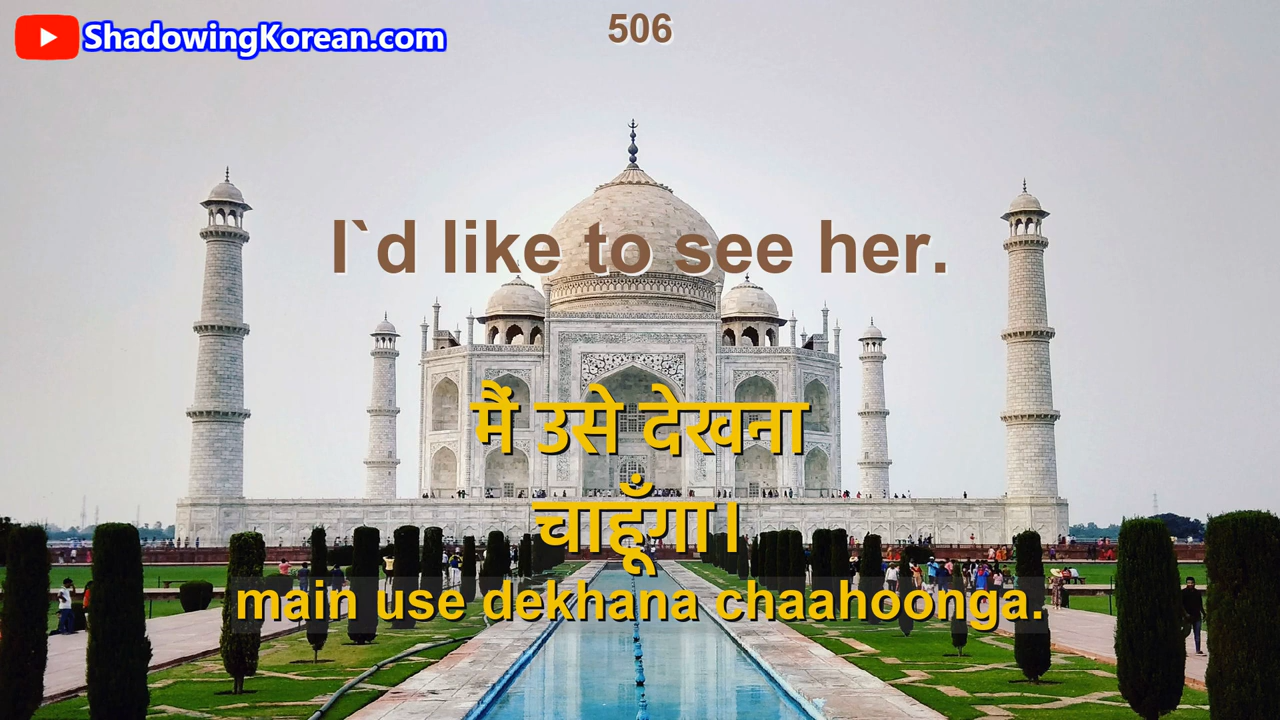 ShadowingKorean.com
506
I`d like to see her.
मैं उसे देखना
चाहूँगा।
main use dekhana chaahoonga.